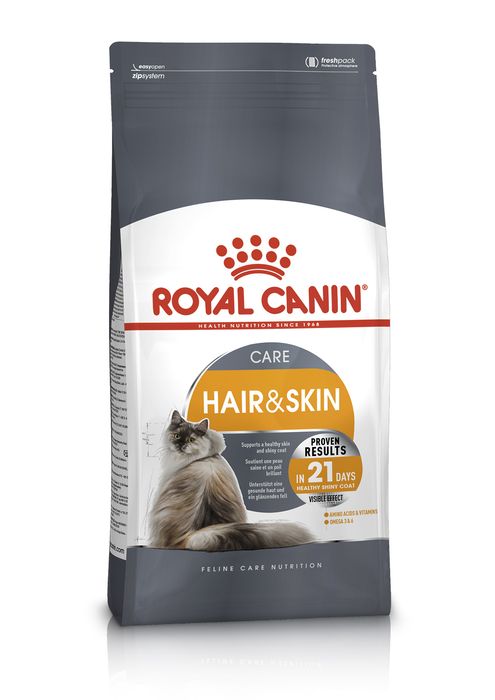 easyopen
zipsystem
freshpack
Protective atmosphere
ROYAL CANIN®
HEALTH NUTRITION SINCE 1968
CARE
HAIR&SKIN
Supports a healthy skin
and shiny coat
Soutient une peau
saine et un poil
brillant
Unterstützt eine
gesunde haut und
ein glänzendes fell
PROVEN
RESULTS
IN 21 DAYS
HEALTHY SHINY COAT
VISIBLE EFFECT
AMINO ACIDS & VITAMINS
OMEGA 3 & 6
FELINE CARE NUTRITION